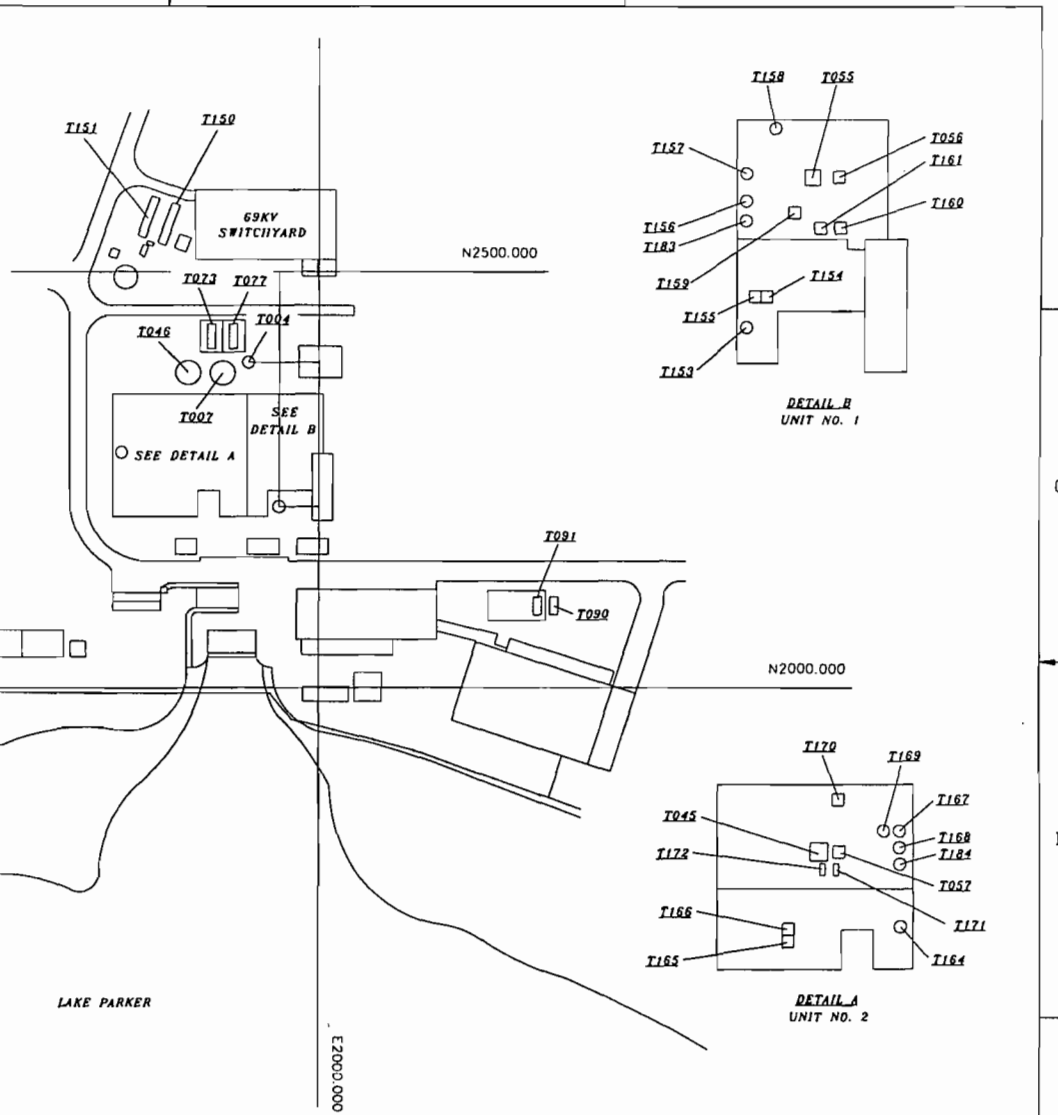 T158
T055
T151
T150
T157
T056
T161
T156
T160
T183
69KV
SWITCHYARD
N2500.000
T159
T154
T155
T073
T077
T004
T046
T153
T007
SEE
DETAIL B
SEE DETAIL A
DETAIL B
UNIT NO. 1
T091
T090
N2000.000
T170
T169
T167
T045
T168
T172
T184
T057
T166
T171
T165
T164
LAKE PARKER
DETAIL A
UNIT NO. 2
E2000.000